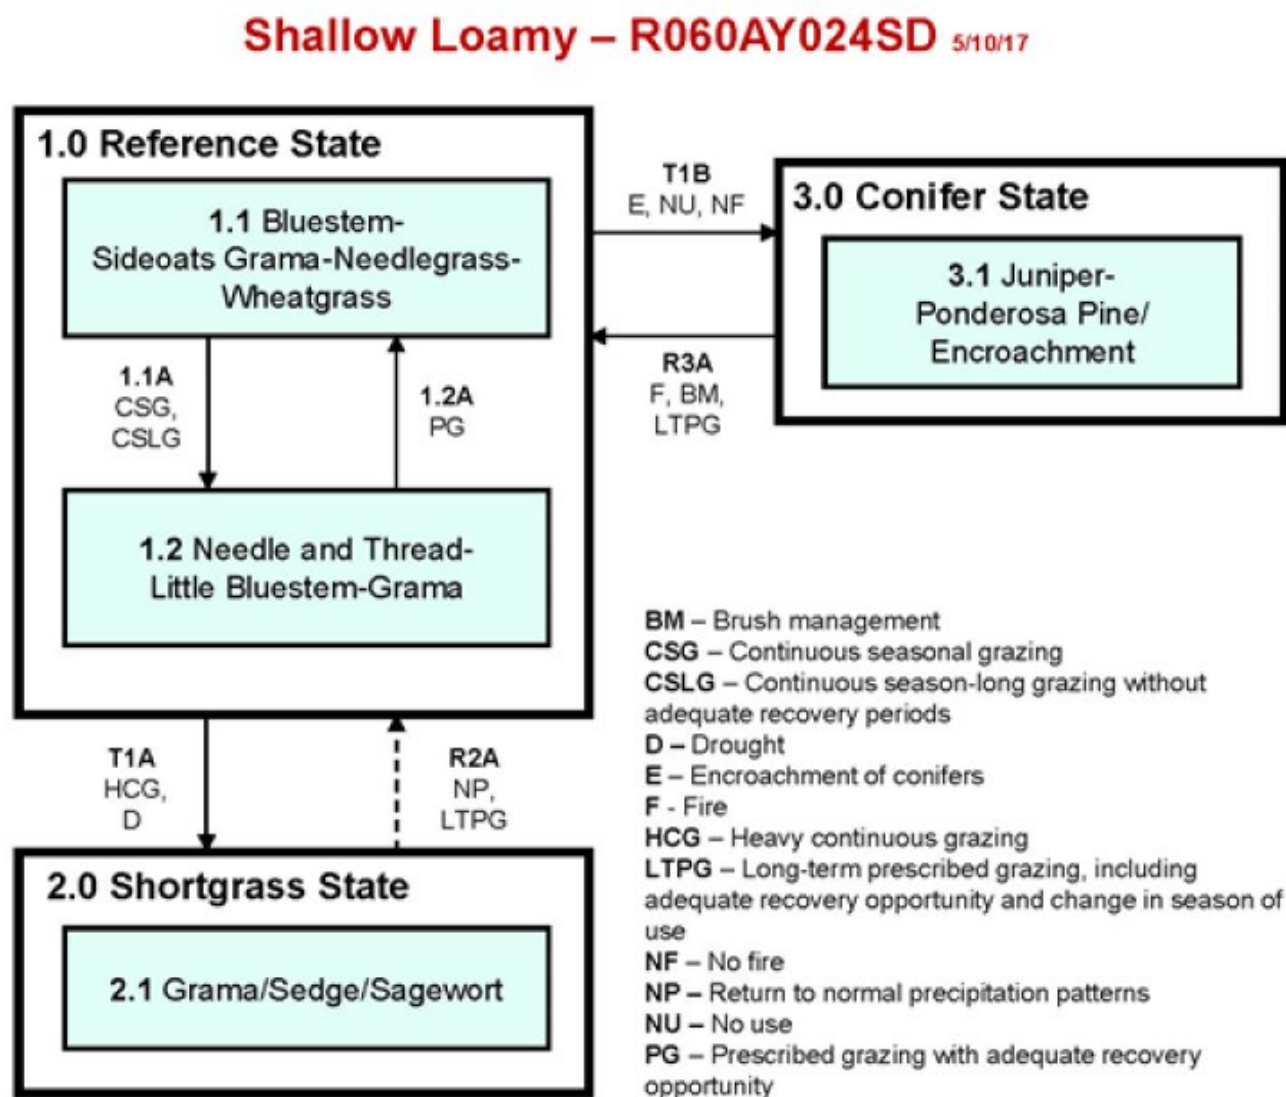 Shallow Loamy – R060AY024SD 5/10/17
1.0 Reference State
1.1 Bluestem-
Sideoats Grama-Needlegrass-
Wheatgrass
1.1A
CSG,
CSLG
1.2A
PG
1.2 Needle and Thread-
Little Bluestem-Grama
T1B
E, NU, NF
R3A
F, BM,
LTPG
3.0 Conifer State
3.1 Juniper-
Ponderosa Pine/
Encroachment
T1A
HCG,
D
R2A
NP,
LTPG
2.0 Shortgrass State
2.1 Grama/Sedge/Sagewort
BM – Brush management
CSG – Continuous seasonal grazing
CSLG – Continuous season-long grazing without
adequate recovery periods
D – Drought
E – Encroachment of conifers
F - Fire
HCG – Heavy continuous grazing
LTPG – Long-term prescribed grazing, including
adequate recovery opportunity and change in season of
use
NF – No fire
NP – Return to normal precipitation patterns
NU – No use
PG – Prescribed grazing with adequate recovery
opportunity